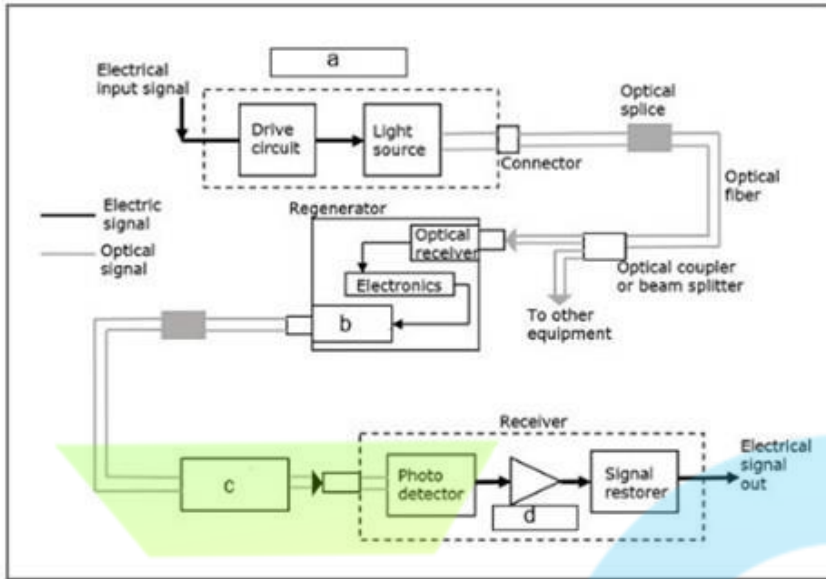 a
Electrical
input signal
Drive
circuit
Light
source
Connector
Optical
splice
Optical
fiber
Electric
signal
Optical
signal
Regenerator
Optical
receiver
Electronics
b
Optical coupler
or beam splitter
To other
equipment
Receiver
c
Photo
detector
d
Signal
restorer
Electrical
signal
out